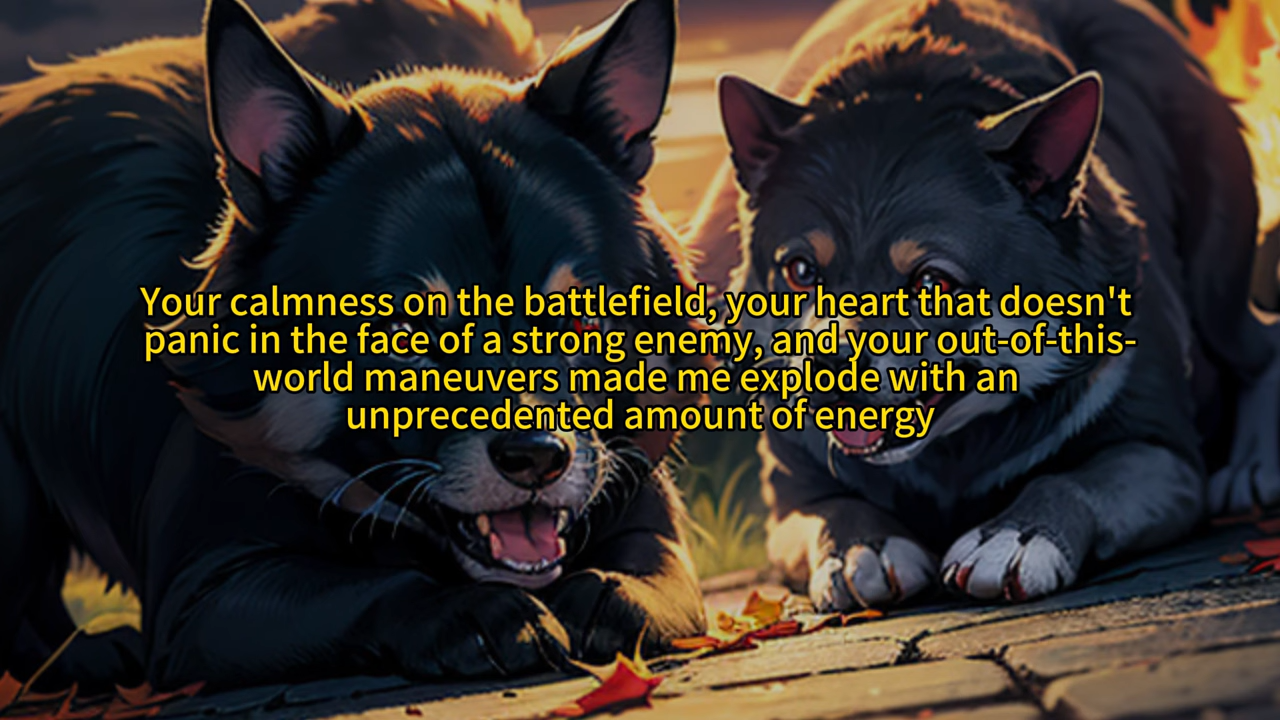 Your calmness on the battlefield, your heart that doesn't
panic in the face of a strong enemy, and your out-of-this-
world maneuvers made me explode with an
unprecedented amount of energy